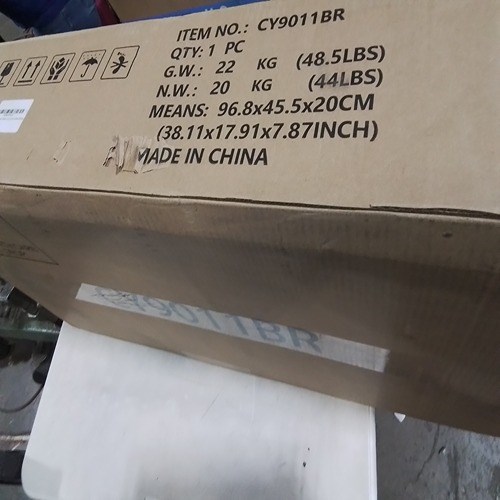 ITEM NO.: CY9011BR
QTY: 1 PC
G.W.: 22 KG (48.5LBS)
N.W.: 20 KG (44LBS)
MEANS: 96.8x45.5x20CM
(38.11x17.91x7.87INCH)
MADE IN CHINA
CY9011BR